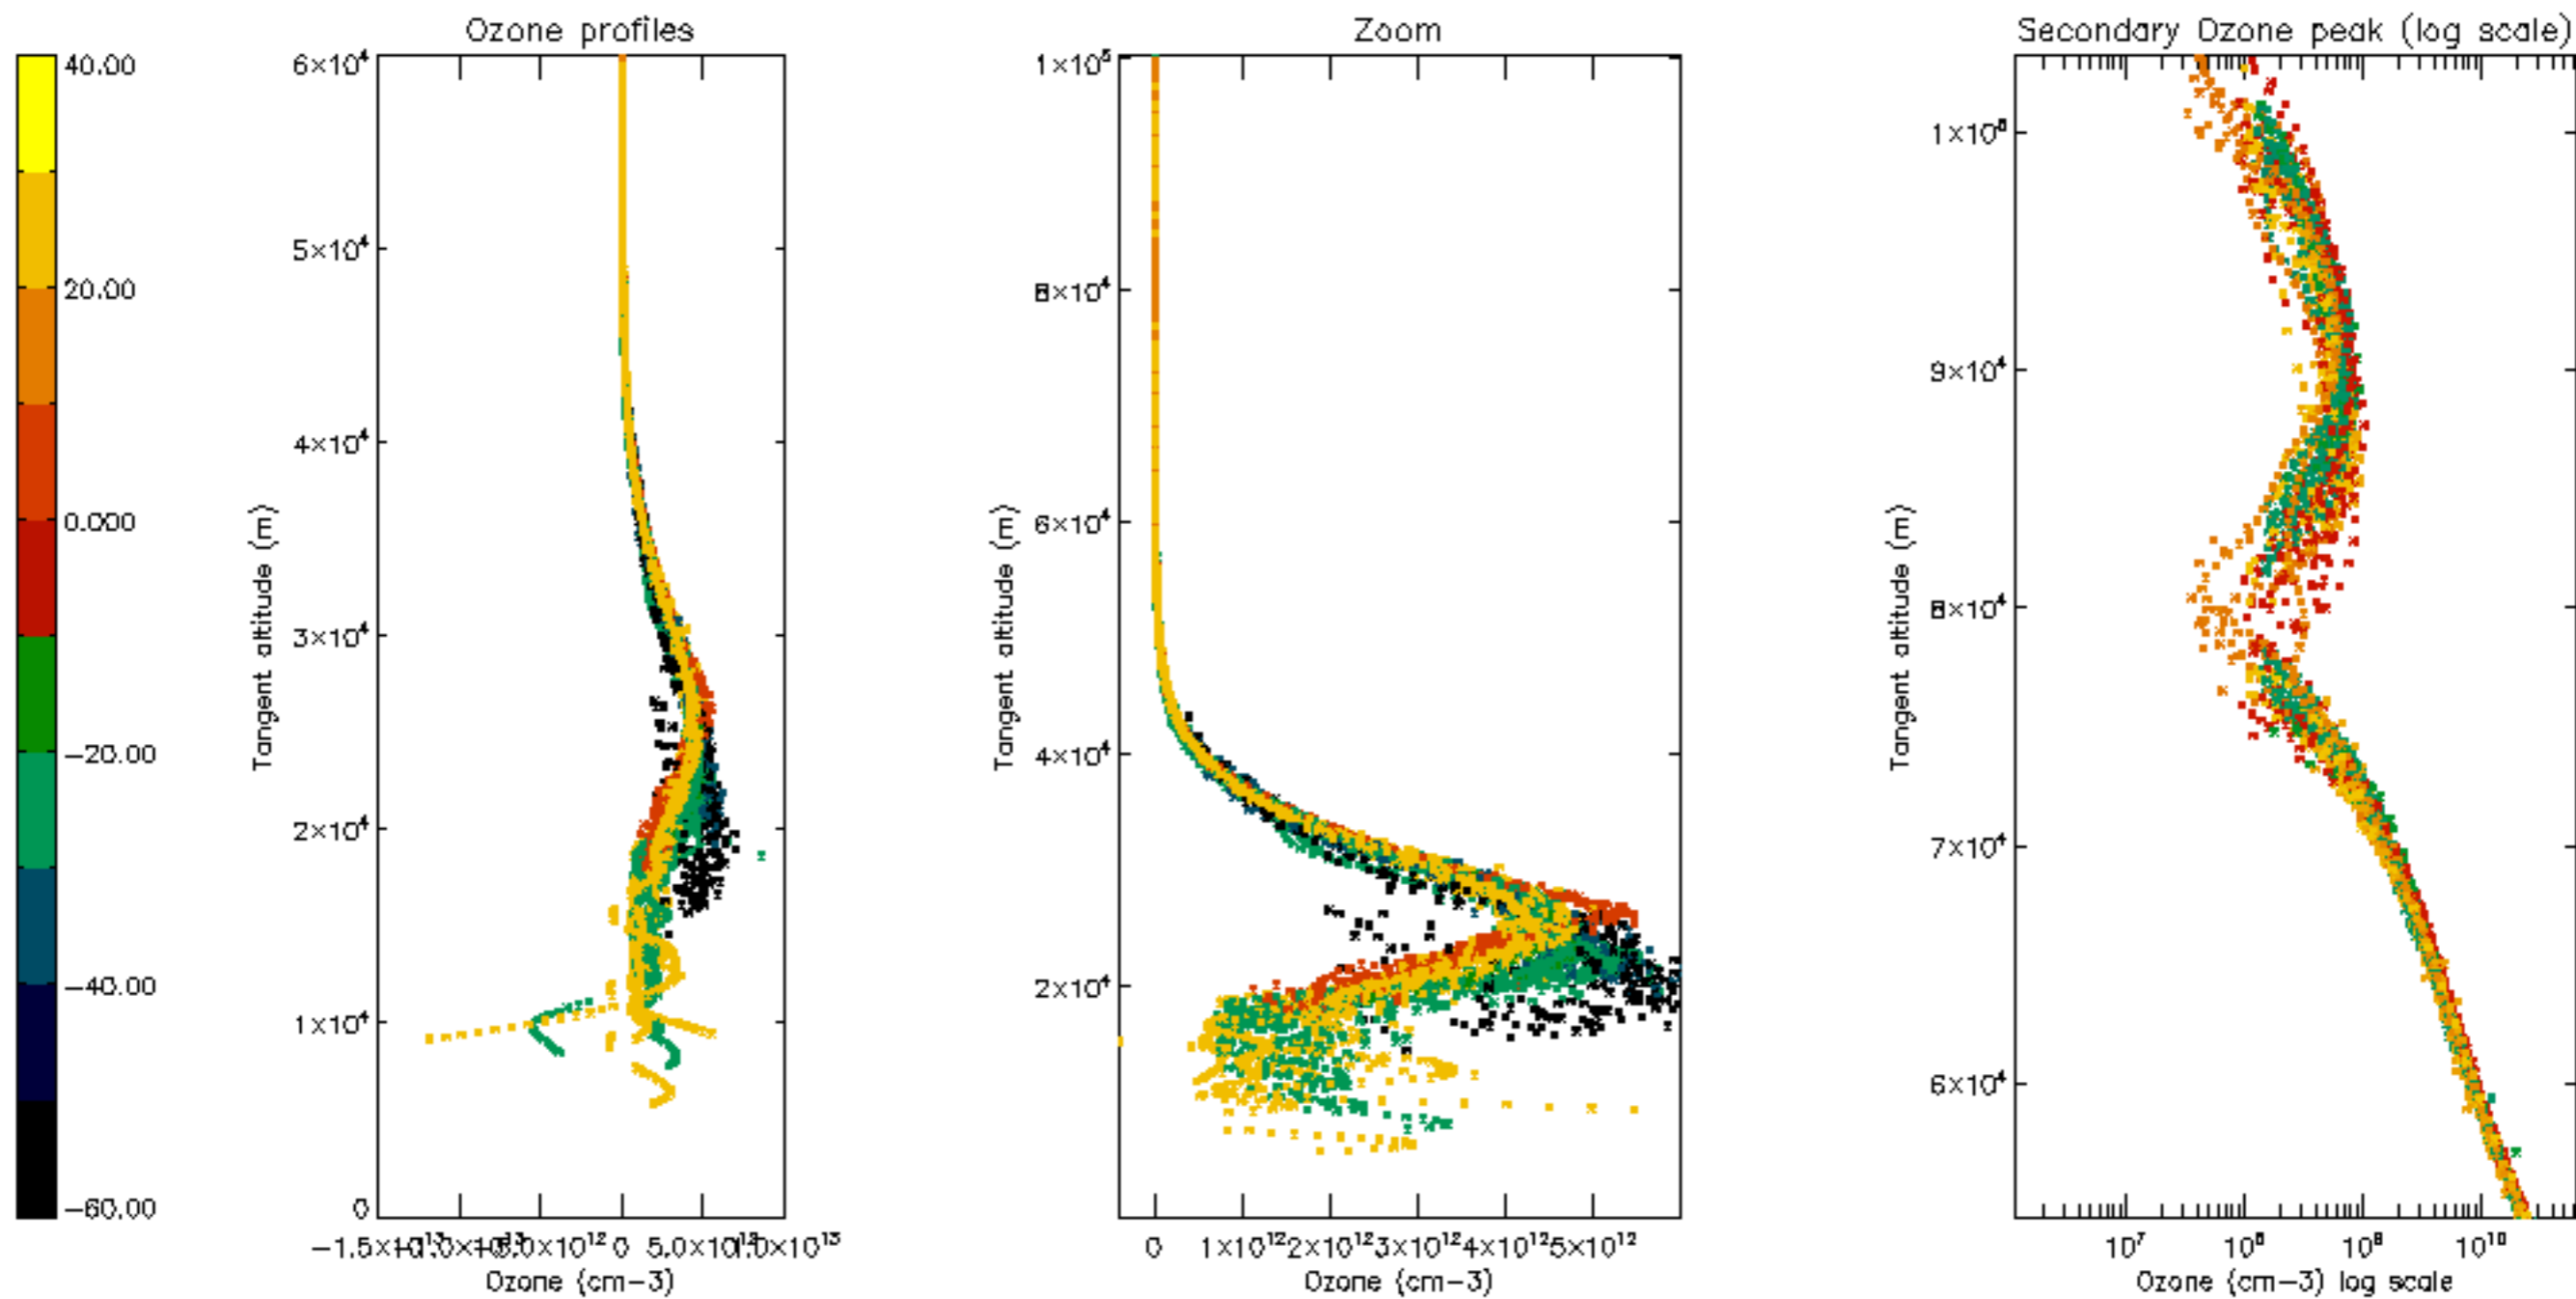 Ozone profiles
Zoom
Secondary Ozone peak (log scale)
40.00
20.00
0.000
−20.00
−40.00
−60.00
6×10⁴
5×10⁴
4×10⁴
3×10⁴
2×10⁴
1×10⁴
0
Tangent altitude (m)
0 5.0×10¹²
Ozone (cm−3)
1×10⁵
8×10⁴
6×10⁴
4×10⁴
2×10⁴
Tangent altitude (m)
0 1×10¹² 2×10¹² 3×10¹² 4×10¹² 5×10¹²
Ozone (cm−3)
9×10⁴
8×10⁴
7×10⁴
6×10⁴
Tangent altitude (m)
10⁷ 10⁸ 10⁹ 10¹⁰
Ozone (cm−3) log scale